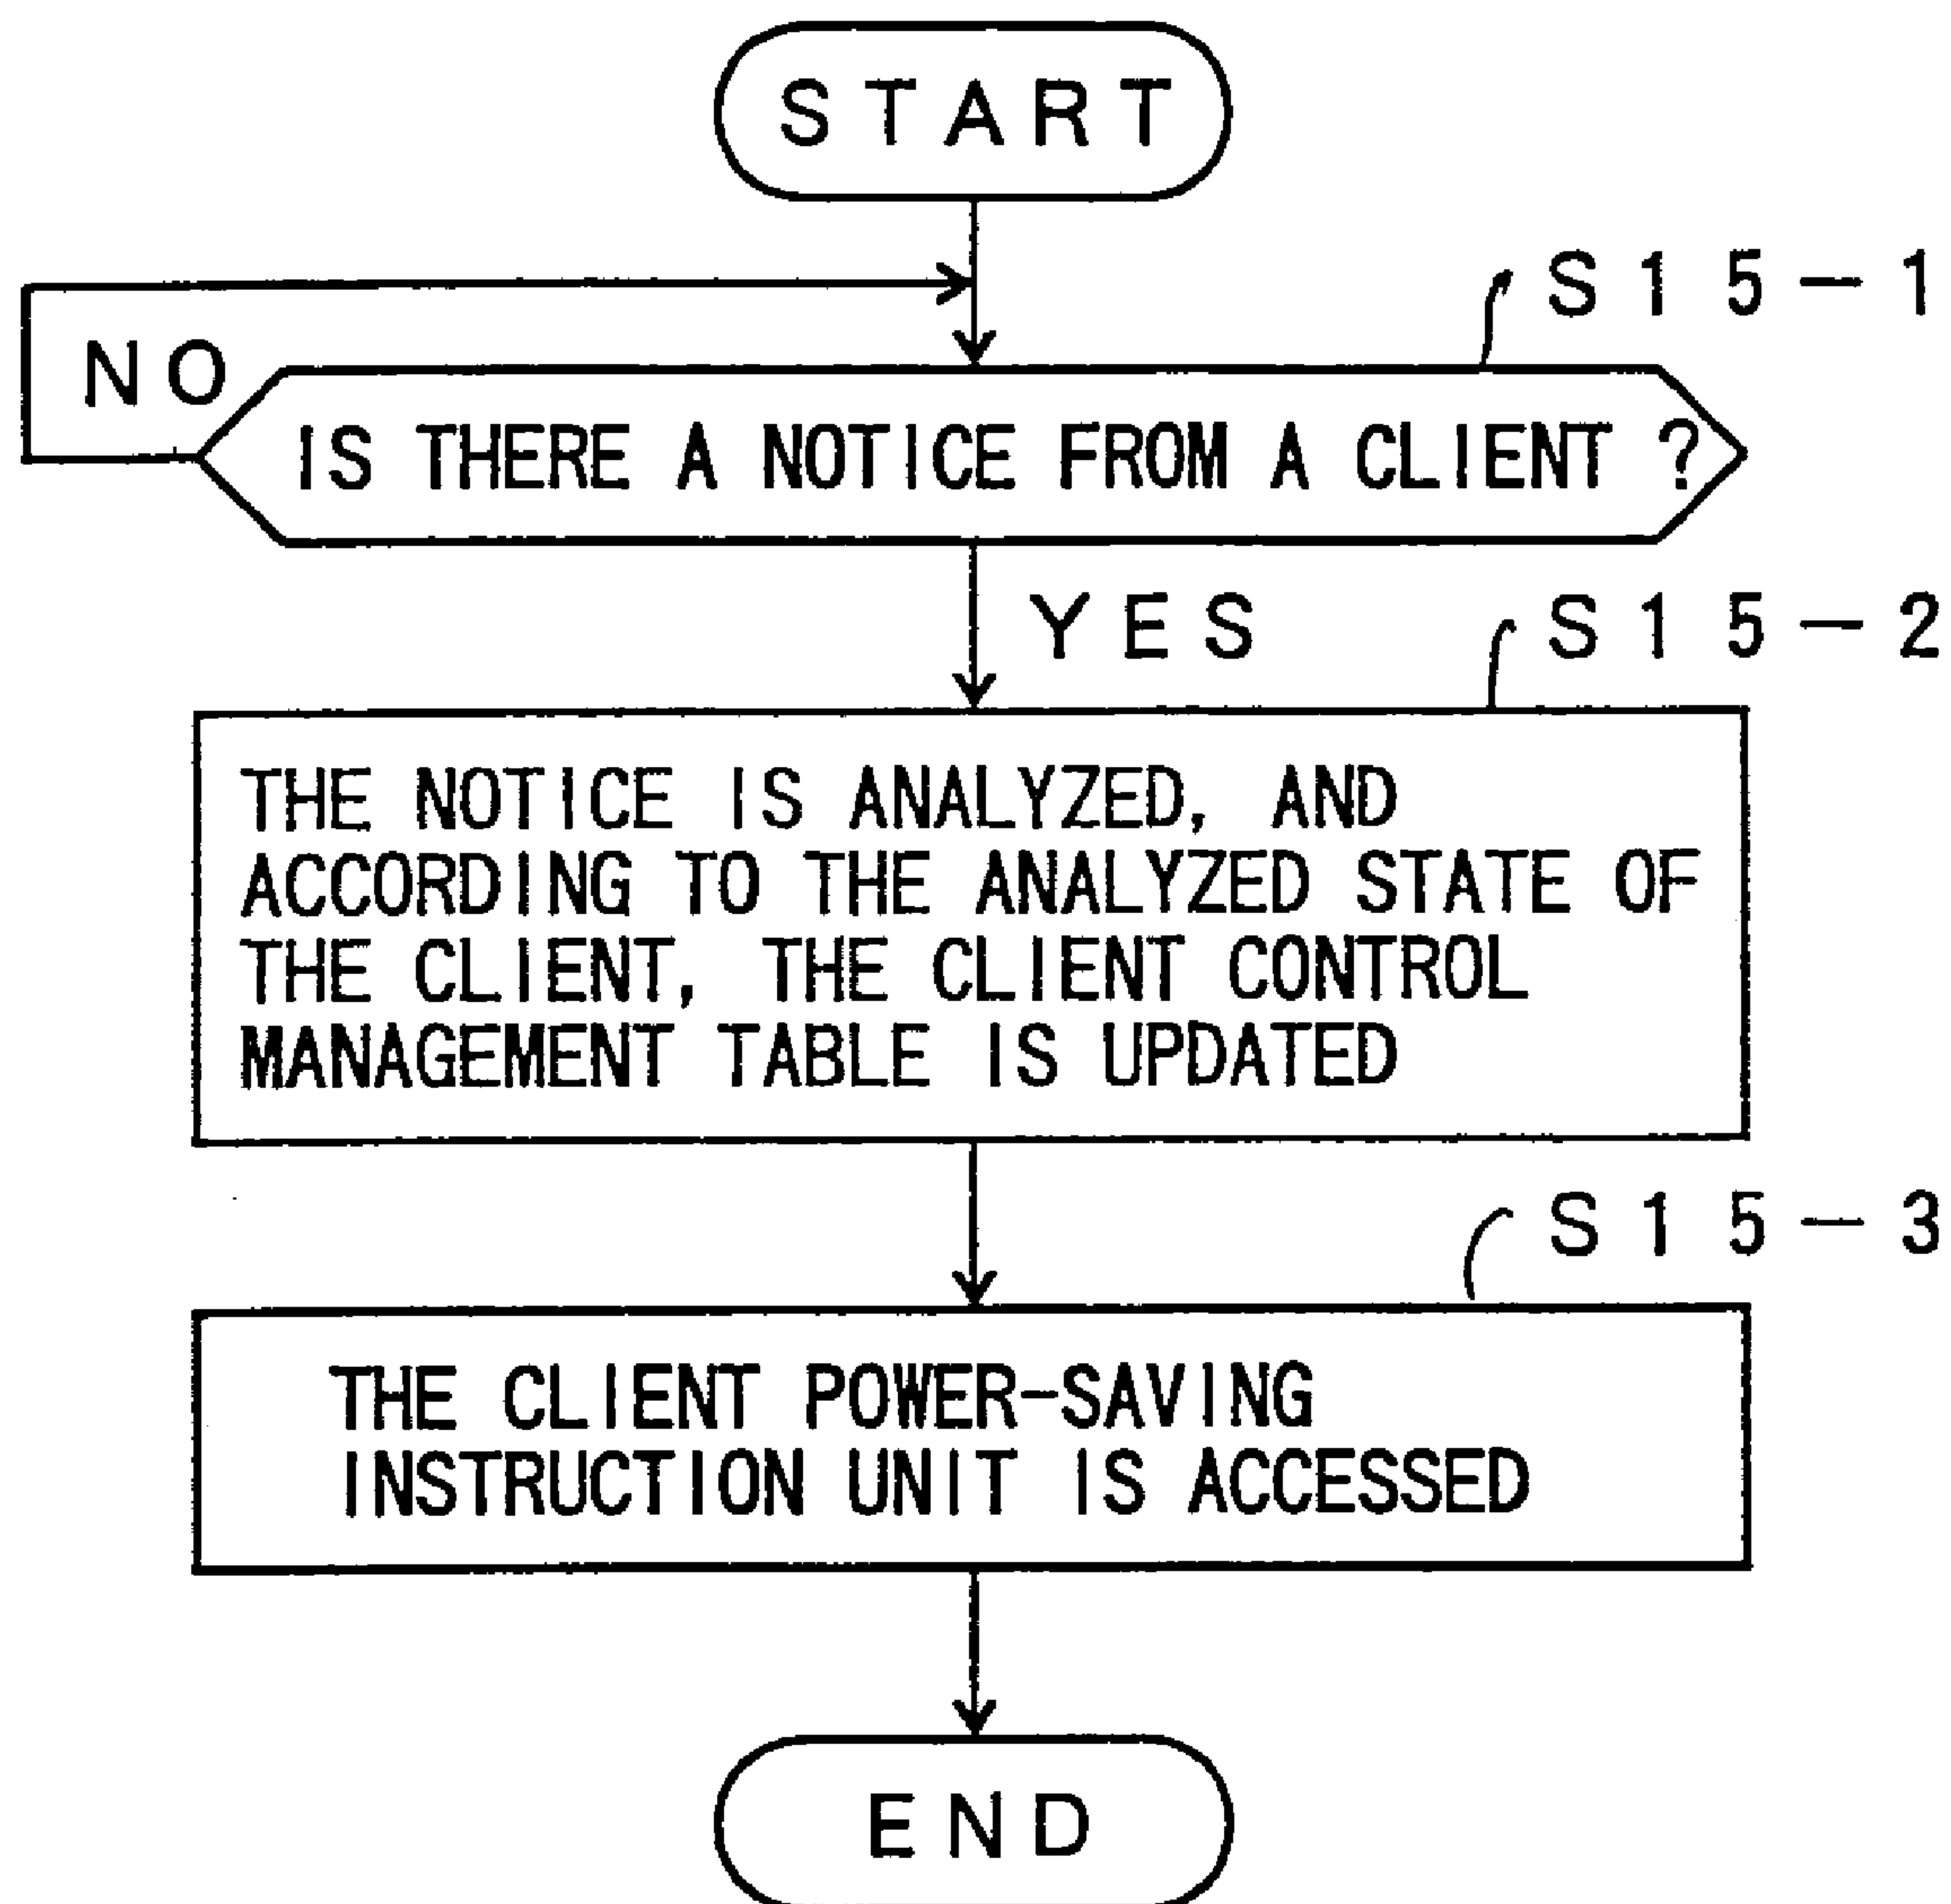 START
S15-1
NO
IS THERE A NOTICE FROM A CLIENT ?
YES
S15-2
THE NOTICE IS ANALYZED, AND
ACCORDING TO THE ANALYZED STATE OF
THE CLIENT, THE CLIENT CONTROL
MANAGEMENT TABLE IS UPDATED
S15-3
THE CLIENT POWER-SAVING
INSTRUCTION UNIT IS ACCESSED
END